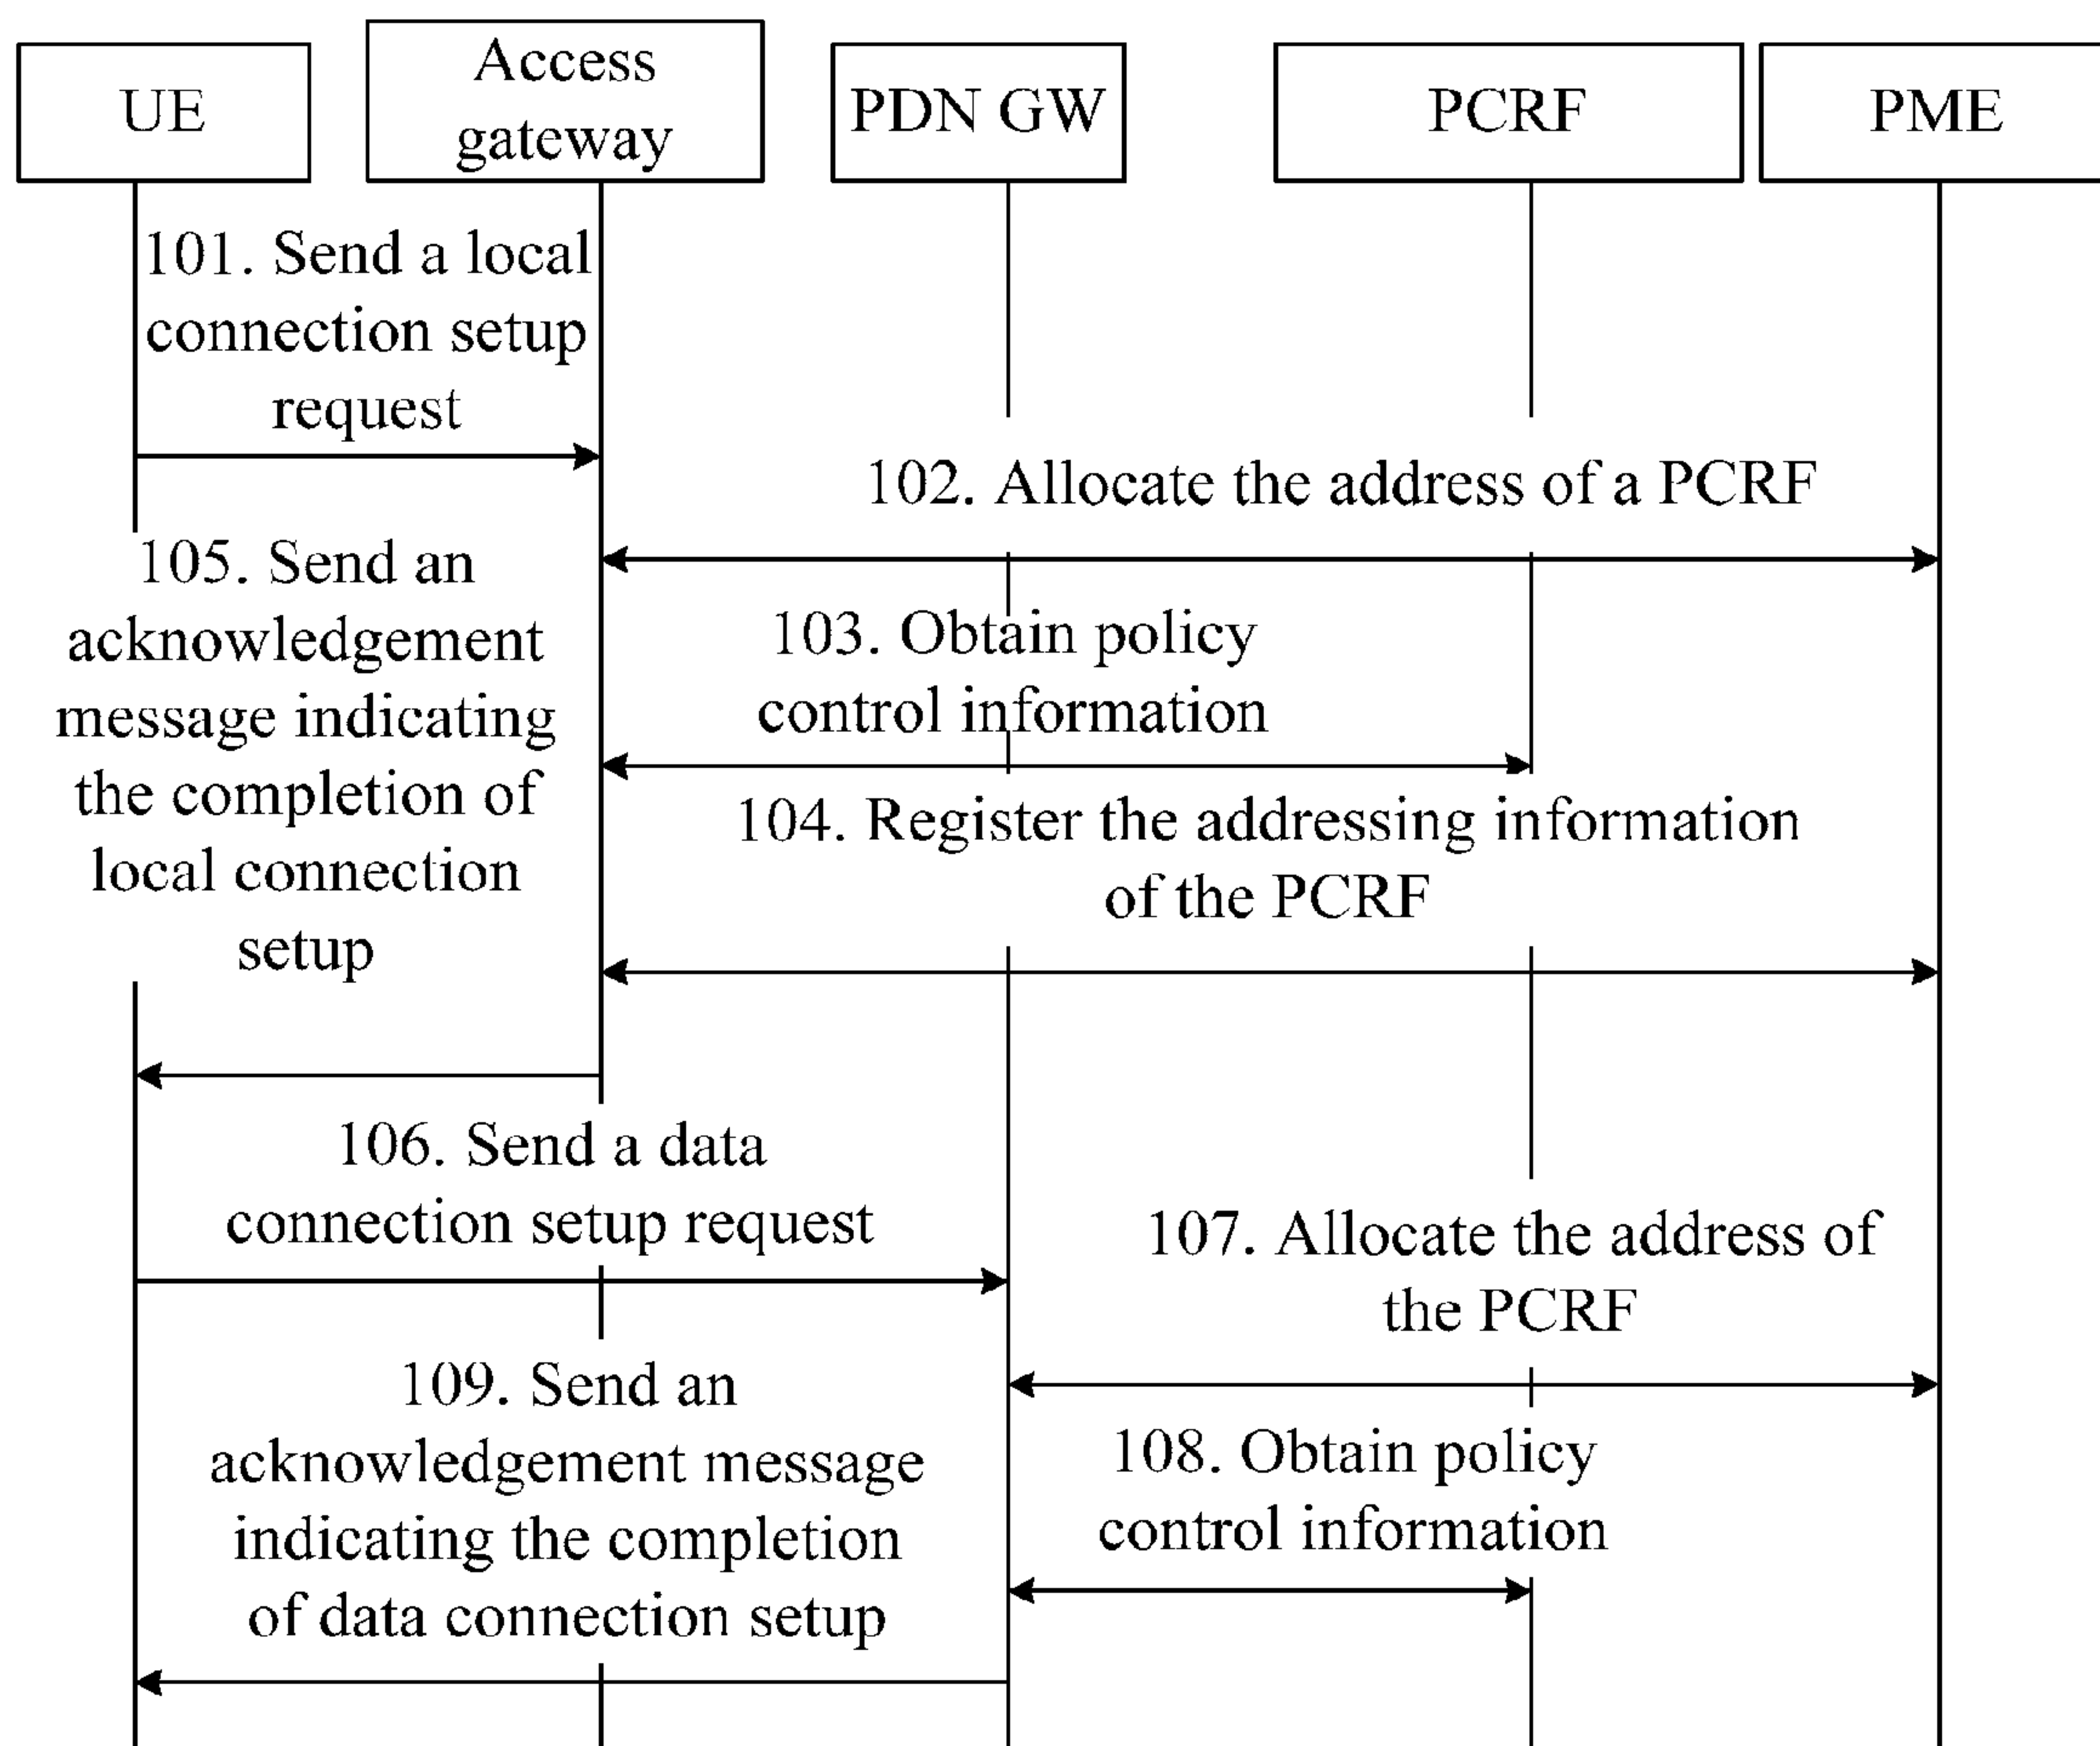 UE
Access
gateway
PDN GW
PCRF
PME
101. Send a local
connection setup
request
102. Allocate the address of a PCRF
103. Obtain policy
control information
104. Register the addressing information
of the PCRF
105. Send an
acknowledgement
message indicating
the completion of
local connection
setup
106. Send a data
connection setup request
107. Allocate the address of
the PCRF
108. Obtain policy
control information
109. Send an
acknowledgement message
indicating the completion
of data connection setup